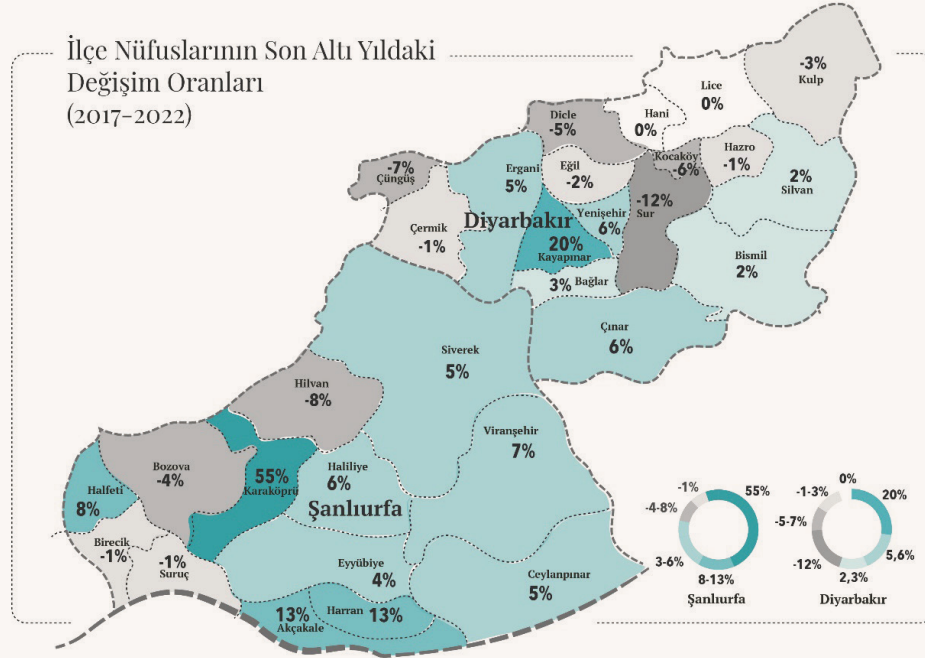 İlçe Nüfuslarının Son Altı Yıldaki
Değişim Oranları
(2017-2022)
-3%
Kulp
Lice
0%
Hani
0%
Dicle
-5%
Kocaköy
-6%
Hazro
-1%
2%
Silvan
-7%
Çüngüş
Ergani
5%
Eğil
-2%
-12%
Sur
Diyarbakır
Yenişehir
6%
Çermik
-1%
20%
Kayapınar
Bismil
2%
3% Bağlar
Çınar
6%
Siverek
5%
Hilvan
-8%
Viranşehir
7%
Bozova
-4%
55%
Karaköprü
Haliliye
6%
Halfeti
8%
Şanlıurfa
Birecik
-1%
-1%
Suruç
Eyyübiye
4%
Ceylanpınar
5%
13%
Akçakale
Harran 13%
-1%
55%
-4-8%
3-6%
8-13%
Şanlıurfa
0%
-1-3%
20%
-5-7%
-12%
5,6%
2,3%
Diyarbakır